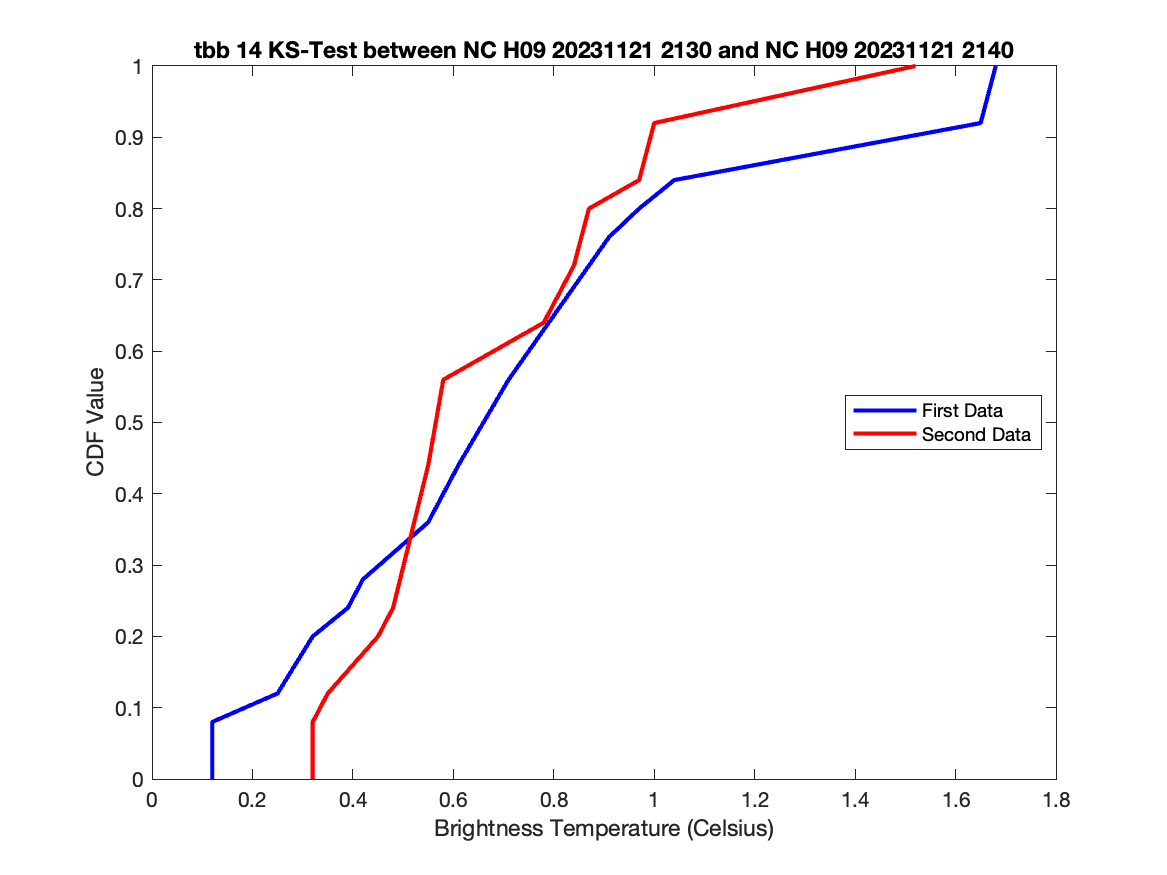 tbb 14 KS-Test between NC H09 20231121 2130 and NC H09 20231121 2140
1
0.9
0.8
0.7
0.6
0.5
0.4
0.3
0.2
0.1
0
CDF Value
First Data
Second Data
0 0.2 0.4 0.6 0.8 1 1.2 1.4 1.6 1.8
Brightness Temperature (Celsius)